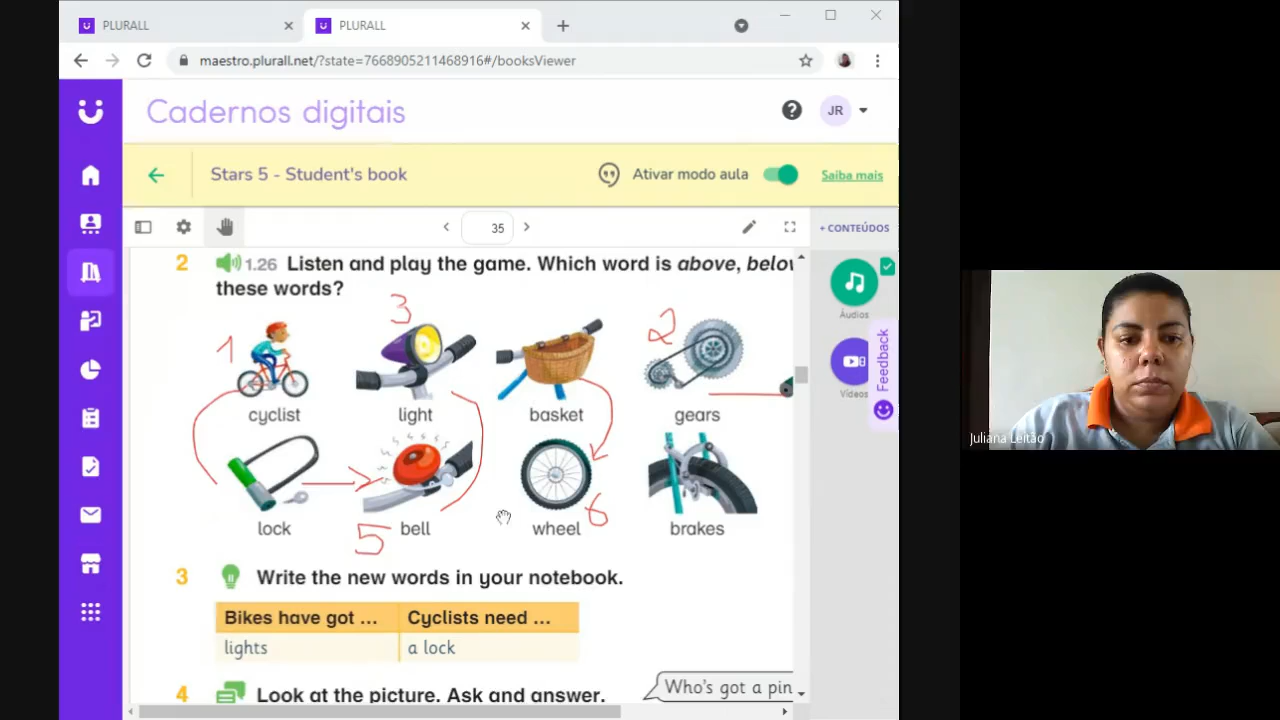 PLURALL
PLURALL
maestro.plurall.net/?state=7668905211468916#/booksViewer
Cadernos digitais
JR
Stars 5 - Student's book
Ativar modo aula
Saiba mais
35
+ CONTEÚDOS
2 1.26 Listen and play the game. Which word is above, below
these words?
1
3
2
cyclist
light
basket
gears
lock
bell
wheel
brakes
5
6
3 Write the new words in your notebook.
Bikes have got ... Cyclists need ...
lights a lock
4 Look at the picture. Ask and answer.
Who's got a pin
Áudios
Vídeos
Feedback
Juliana Leitão